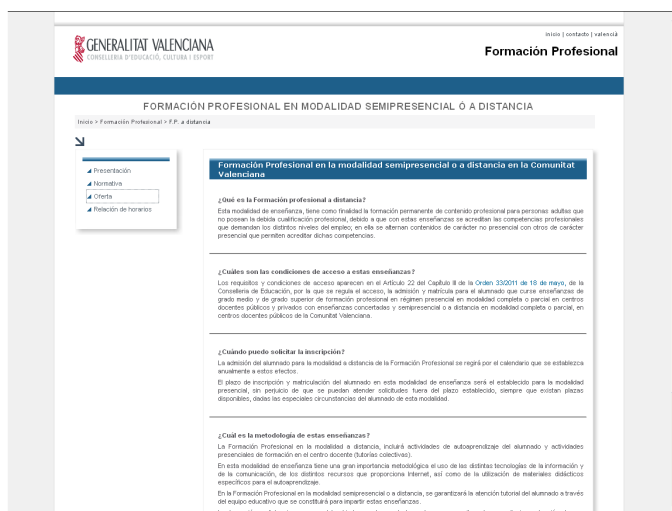 inicio | contacto | valencià
GENERALITAT VALENCIANA
CONSELLERIA D'EDUCACIÓ, CULTURA I ESPORT
Formación Profesional
FORMACIÓN PROFESIONAL EN MODALIDAD SEMIPRESENCIAL Ó A DISTANCIA
Inicio > Formación Profesional > F.P. a distancia
Presentación
Normativa
Oferta
Relación de horarios
Formación Profesional en la modalidad semipresencial o a distancia en la Comunitat
Valenciana
¿Qué es la Formación profesional a distancia?
Esta modalidad de enseñanza, tiene como finalidad la formación permanente de contenido profesional para personas adultas que
no posean la debida cualificación profesional, debido a que con estas enseñanzas se acreditan las competencias profesionales
que demandan los distintos niveles del empleo; en ella se alternan contenidos de carácter no presencial con otros de carácter
presencial que permiten acreditar dichas competencias.
¿Cuáles son las condiciones de acceso a estas enseñanzas?
Los requisitos y condiciones de acceso aparecen en el Artículo 22 del Capítulo III de la Orden 33/2011 de 18 de mayo, de la
Conselleria de Educación, por la que se regula el acceso, la admisión y matrícula para el alumnado que curse enseñanzas de
grado medio y de grado superior de formación profesional en régimen presencial en modalidad completa o parcial en centros
docentes públicos y privados con enseñanzas concertadas y semipresencial o a distancia en modalidad completa o parcial, en
centros docentes públicos de la Comunitat Valenciana.
¿Cuándo puedo solicitar la inscripción?
La admisión del alumnado para la modalidad a distancia de la Formación Profesional se regirá por el calendario que se establezca
anualmente a estos efectos.
El plazo de inscripción y matriculación del alumnado en esta modalidad de enseñanza será el establecido para la modalidad
presencial, sin perjuicio de que se puedan atender solicitudes fuera del plazo establecido, siempre que existan plazas
disponibles, dadas las especiales circunstancias del alumnado de esta modalidad.
¿Cuál es la metodología de estas enseñanzas?
La Formación Profesional en la modalidad a distancia, incluirá actividades de autoaprendizaje del alumnado y actividades
presenciales de formación en el centro docente (tutorías colectivas).
En esta modalidad de enseñanza tiene una gran importancia metodológica el uso de las distintas tecnologías de la información y
de la comunicación, de los distintos recursos que proporciona Internet, así como de la utilización de materiales didácticos
específicos para el autoaprendizaje.
En la Formación Profesional en la modalidad semipresencial o a distancia, se garantizará la atención tutorial del alumnado a través
del equipo educativo que se constituirá para impartir estas enseñanzas.